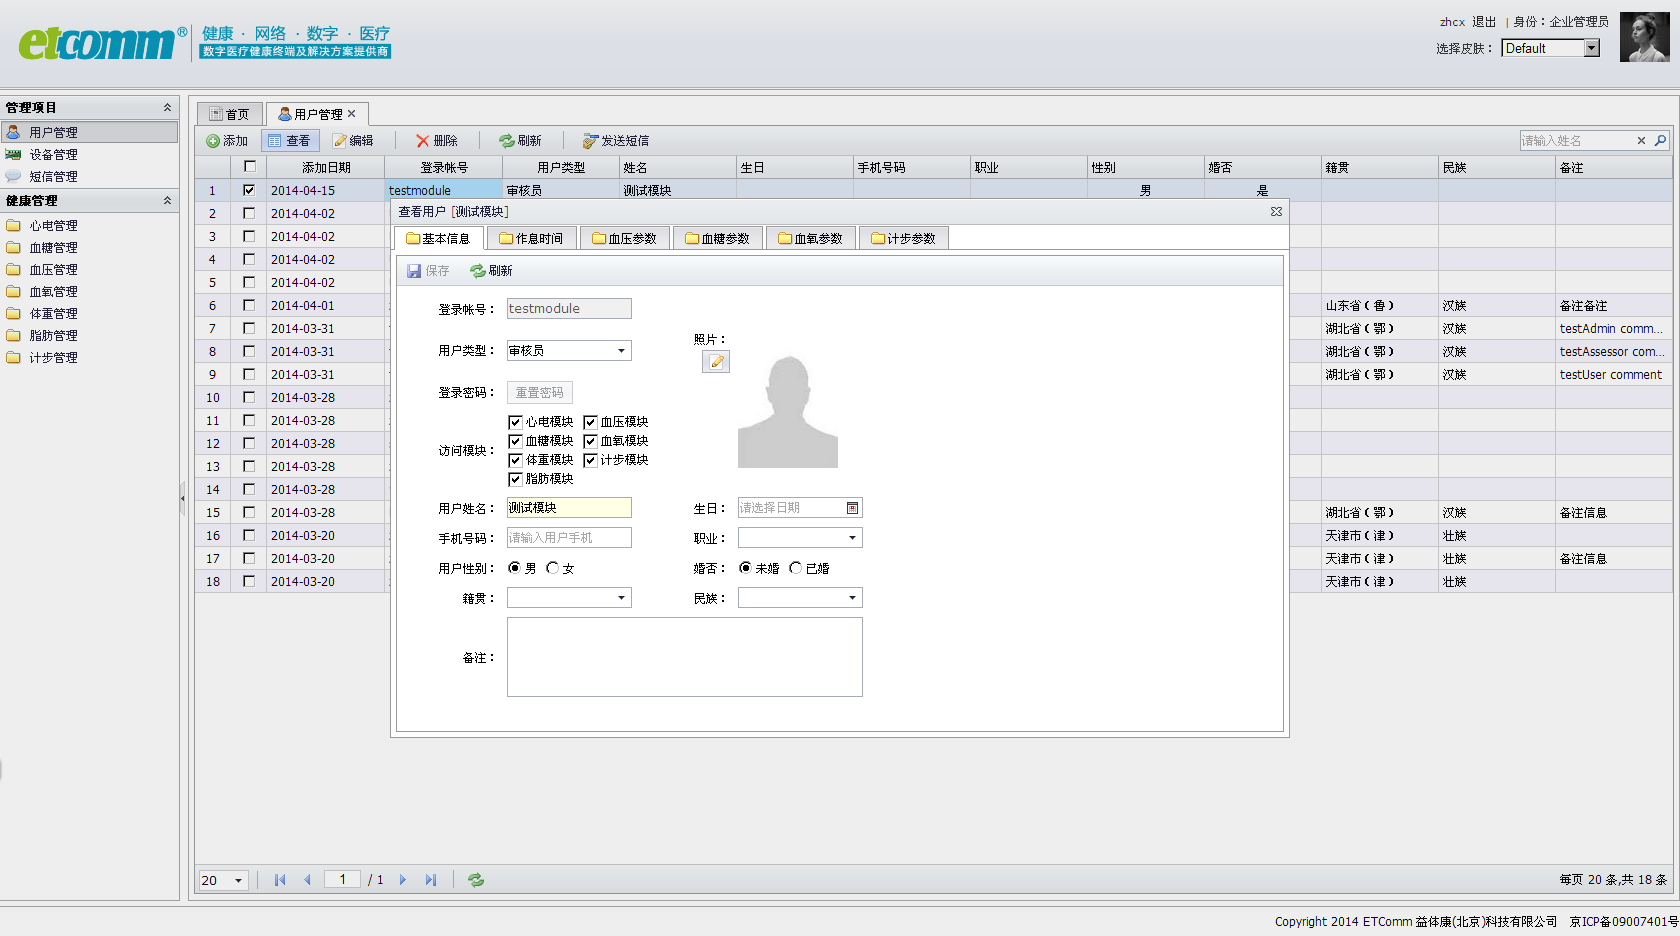 etcomm® 健康 · 网络 · 数字 · 医疗
数字医疗健康终端及解决方案提供商
zhcx 退出 | 身份：企业管理员
选择皮肤： Default
管理项目
用户管理
设备管理
短信管理
健康管理
心电管理
血糖管理
血压管理
血氧管理
体重管理
脂肪管理
计步管理
首页 用户管理
添加 查看 编辑 删除 刷新 发送短信 请输入姓名
添加日期 登录帐号 用户类型 姓名 生日 手机号码 职业 性别 婚否 籍贯 民族 备注
1 2014-04-15 testmodule 审核员 测试模块 男 是
2 2014-04-02
3 2014-04-02
4 2014-04-02
5 2014-04-02
6 2014-04-01 山东省（鲁） 汉族 备注备注
7 2014-03-31 湖北省（鄂） 汉族 testAdmin comm...
8 2014-03-31 湖北省（鄂） 汉族 testAssessor com...
9 2014-03-31 湖北省（鄂） 汉族 testUser comment
10 2014-03-28
11 2014-03-28
12 2014-03-28
13 2014-03-28
14 2014-03-28
15 2014-03-28 湖北省（鄂） 汉族 备注信息
16 2014-03-20 天津市（津） 壮族
17 2014-03-20 天津市（津） 壮族 备注信息
18 2014-03-20 天津市（津） 壮族
查看用户 [测试模块]
基本信息 作息时间 血压参数 血糖参数 血氧参数 计步参数
保存 刷新
登录帐号： testmodule
用户类型： 审核员 照片：
登录密码： 重置密码
访问模块：
心电模块 血压模块
血糖模块 血氧模块
体重模块 计步模块
脂肪模块
用户姓名： 测试模块 生日： 请选择日期
手机号码： 请输入用户手机 职业：
用户性别： 男 女 婚否： 未婚 已婚
籍贯： 民族：
备注：
20 1 / 1 每页 20 条,共 18 条
Copyright 2014 ETComm 益体康(北京)科技有限公司 京ICP备09007401号